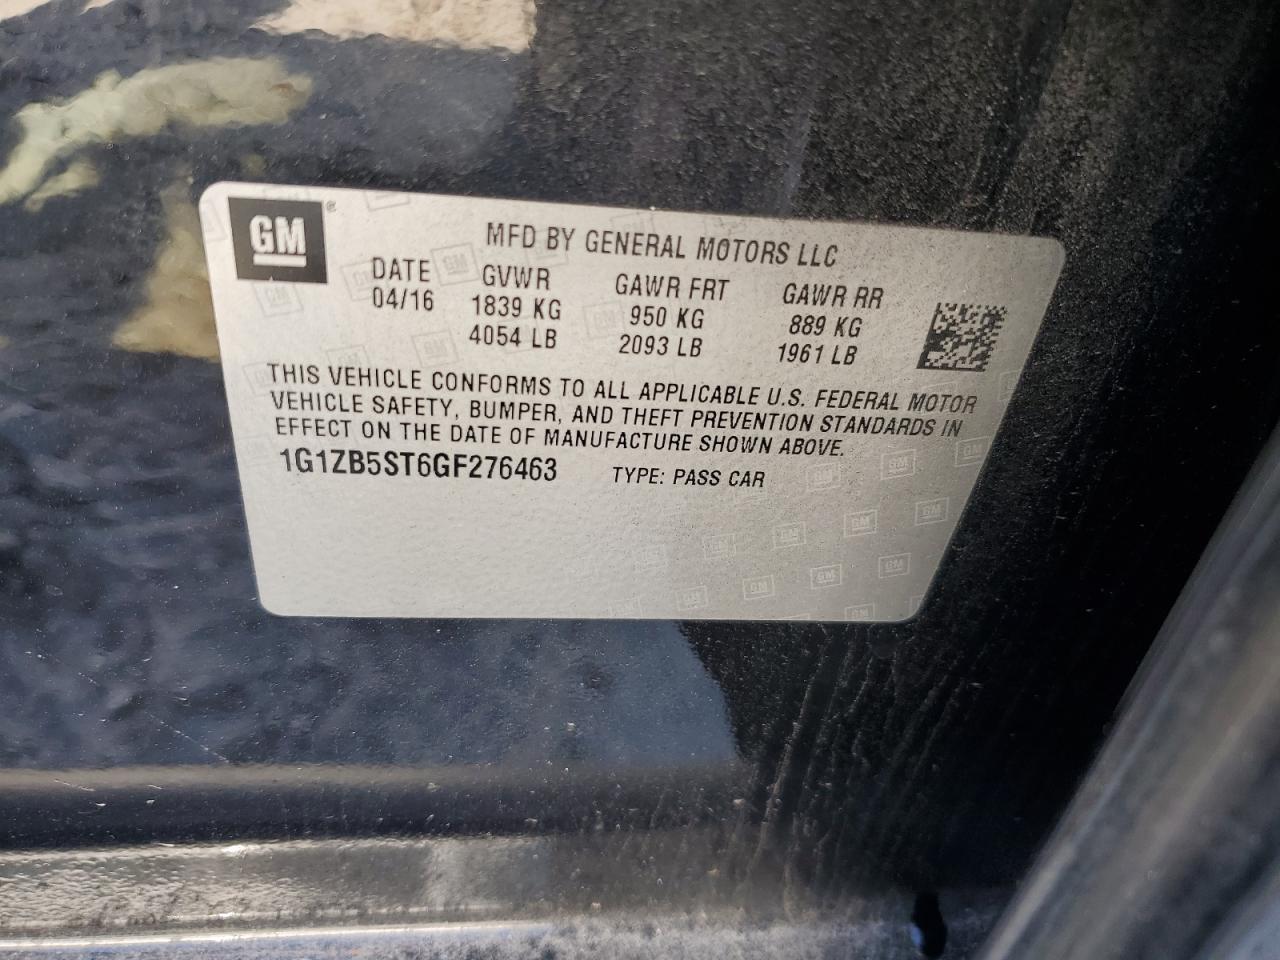 GM
MFD BY GENERAL MOTORS LLC
DATE GVWR GAWR FRT GAWR RR
04/16 1839 KG 950 KG 889 KG
4054 LB 2093 LB 1961 LB
THIS VEHICLE CONFORMS TO ALL APPLICABLE U.S. FEDERAL MOTOR
VEHICLE SAFETY, BUMPER, AND THEFT PREVENTION STANDARDS IN
EFFECT ON THE DATE OF MANUFACTURE SHOWN ABOVE.
1G1ZB5ST6GF276463 TYPE: PASS CAR